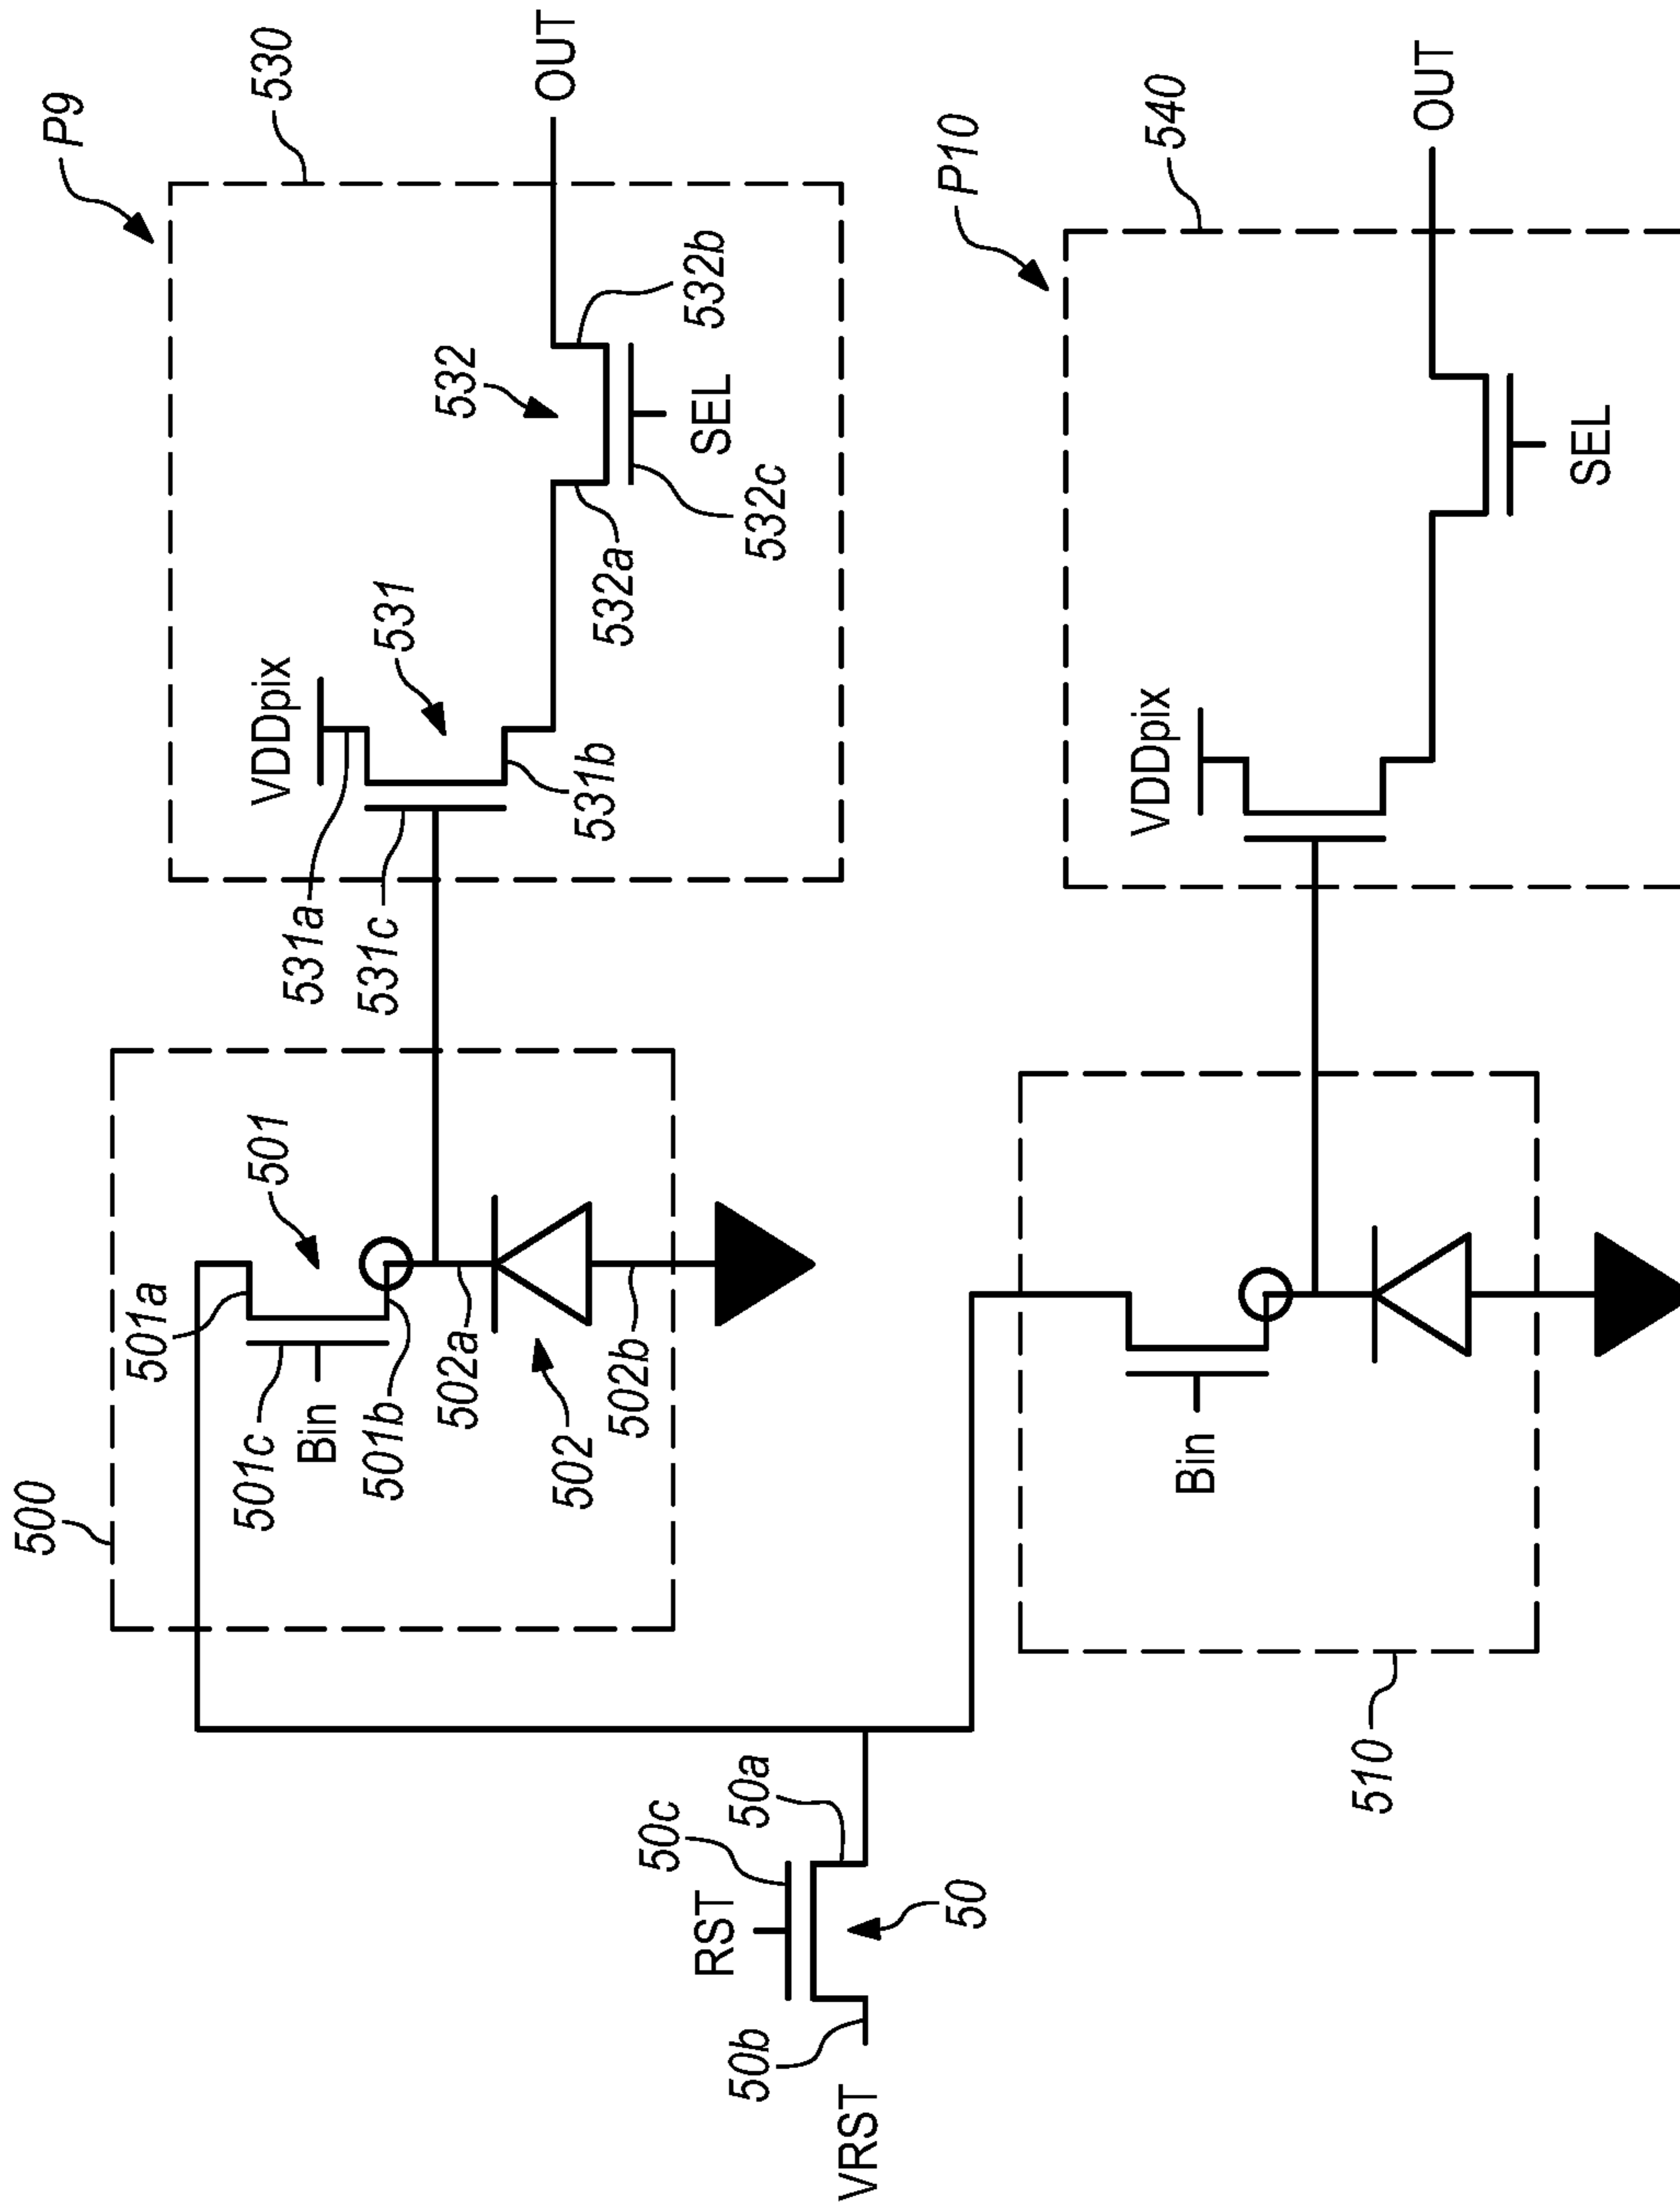 P9
530
OUT
532b
532
SEL
532c
532a
531
VDDpix
531b
531a
531c
501
501a
501c
Bin
501b
502a
502
502b
500
P10
540
OUT
SEL
VDDpix
Bin
510
50a
50c
RST
50
50b
VRST